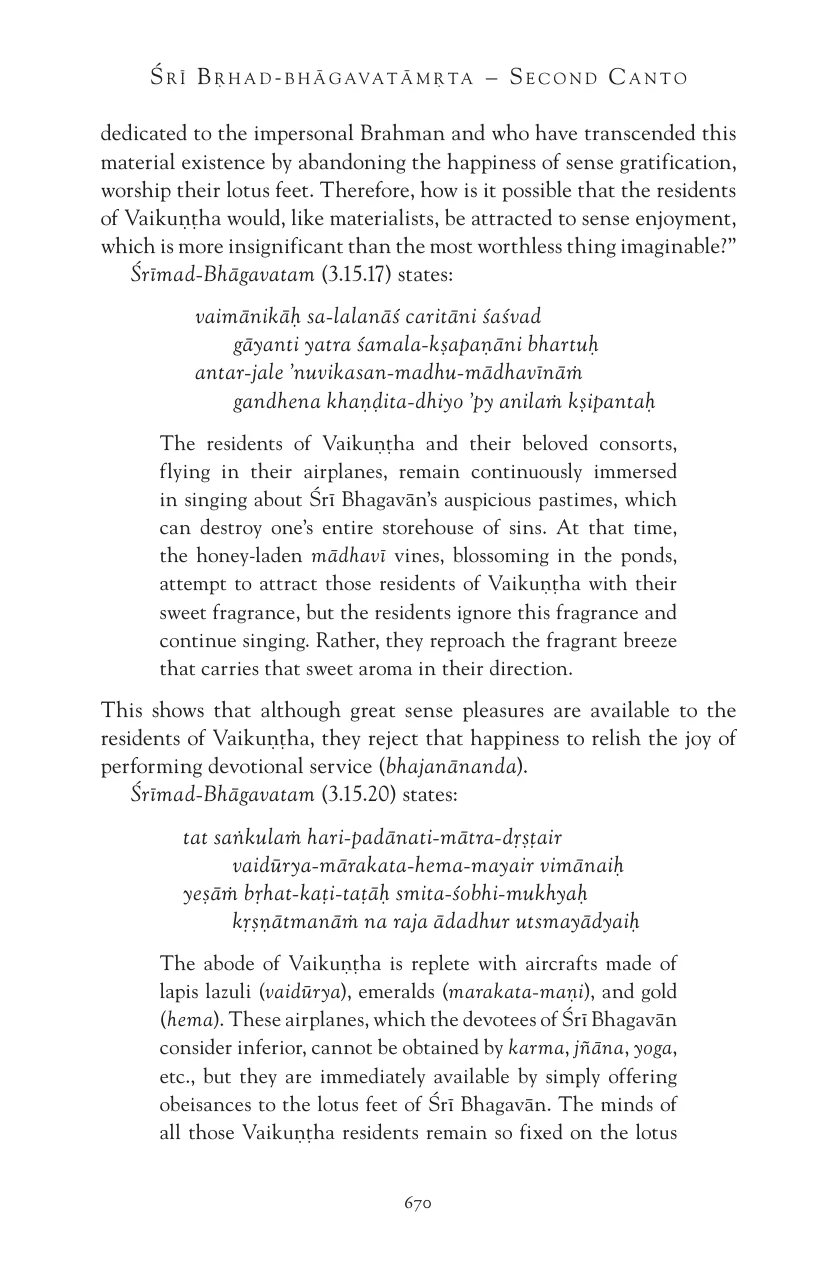 Śrī Bṛhad-bhāgavatāmṛta – Second Canto
dedicated to the impersonal Brahman and who have transcended this
material existence by abandoning the happiness of sense gratification,
worship their lotus feet. Therefore, how is it possible that the residents
of Vaikuṇṭha would, like materialists, be attracted to sense enjoyment,
which is more insignificant than the most worthless thing imaginable?”
Śrīmad-Bhāgavatam (3.15.17) states:
vaimānikāḥ sa-lalanāś caritāni śaśvad
gāyanti yatra śamala-kṣapaṇāni bhartuḥ
antar-jale ’nuvikasan-madhu-mādhavīnāṁ
gandhena khaṇḍita-dhiyo ’py anilaṁ kṣipantaḥ
The residents of Vaikuṇṭha and their beloved consorts,
flying in their airplanes, remain continuously immersed
in singing about Śrī Bhagavān’s auspicious pastimes, which
can destroy one’s entire storehouse of sins. At that time,
the honey-laden mādhavī vines, blossoming in the ponds,
attempt to attract those residents of Vaikuṇṭha with their
sweet fragrance, but the residents ignore this fragrance and
continue singing. Rather, they reproach the fragrant breeze
that carries that sweet aroma in their direction.
This shows that although great sense pleasures are available to the
residents of Vaikuṇṭha, they reject that happiness to relish the joy of
performing devotional service (bhajanānanda).
Śrīmad-Bhāgavatam (3.15.20) states:
tat saṅkulaṁ hari-padānati-mātra-dṛṣṭair
vaidūrya-mārakata-hema-mayair vimānaiḥ
yeṣāṁ bṛhat-kaṭi-taṭāḥ smita-śobhi-mukhyaḥ
kṛṣṇātmanāṁ na raja ādadhur utsmayādyaiḥ
The abode of Vaikuṇṭha is replete with aircrafts made of
lapis lazuli (vaidūrya), emeralds (marakata-maṇi), and gold
(hema). These airplanes, which the devotees of Śrī Bhagavān
consider inferior, cannot be obtained by karma, jñāna, yoga,
etc., but they are immediately available by simply offering
obeisances to the lotus feet of Śrī Bhagavān. The minds of
all those Vaikuṇṭha residents remain so fixed on the lotus
670